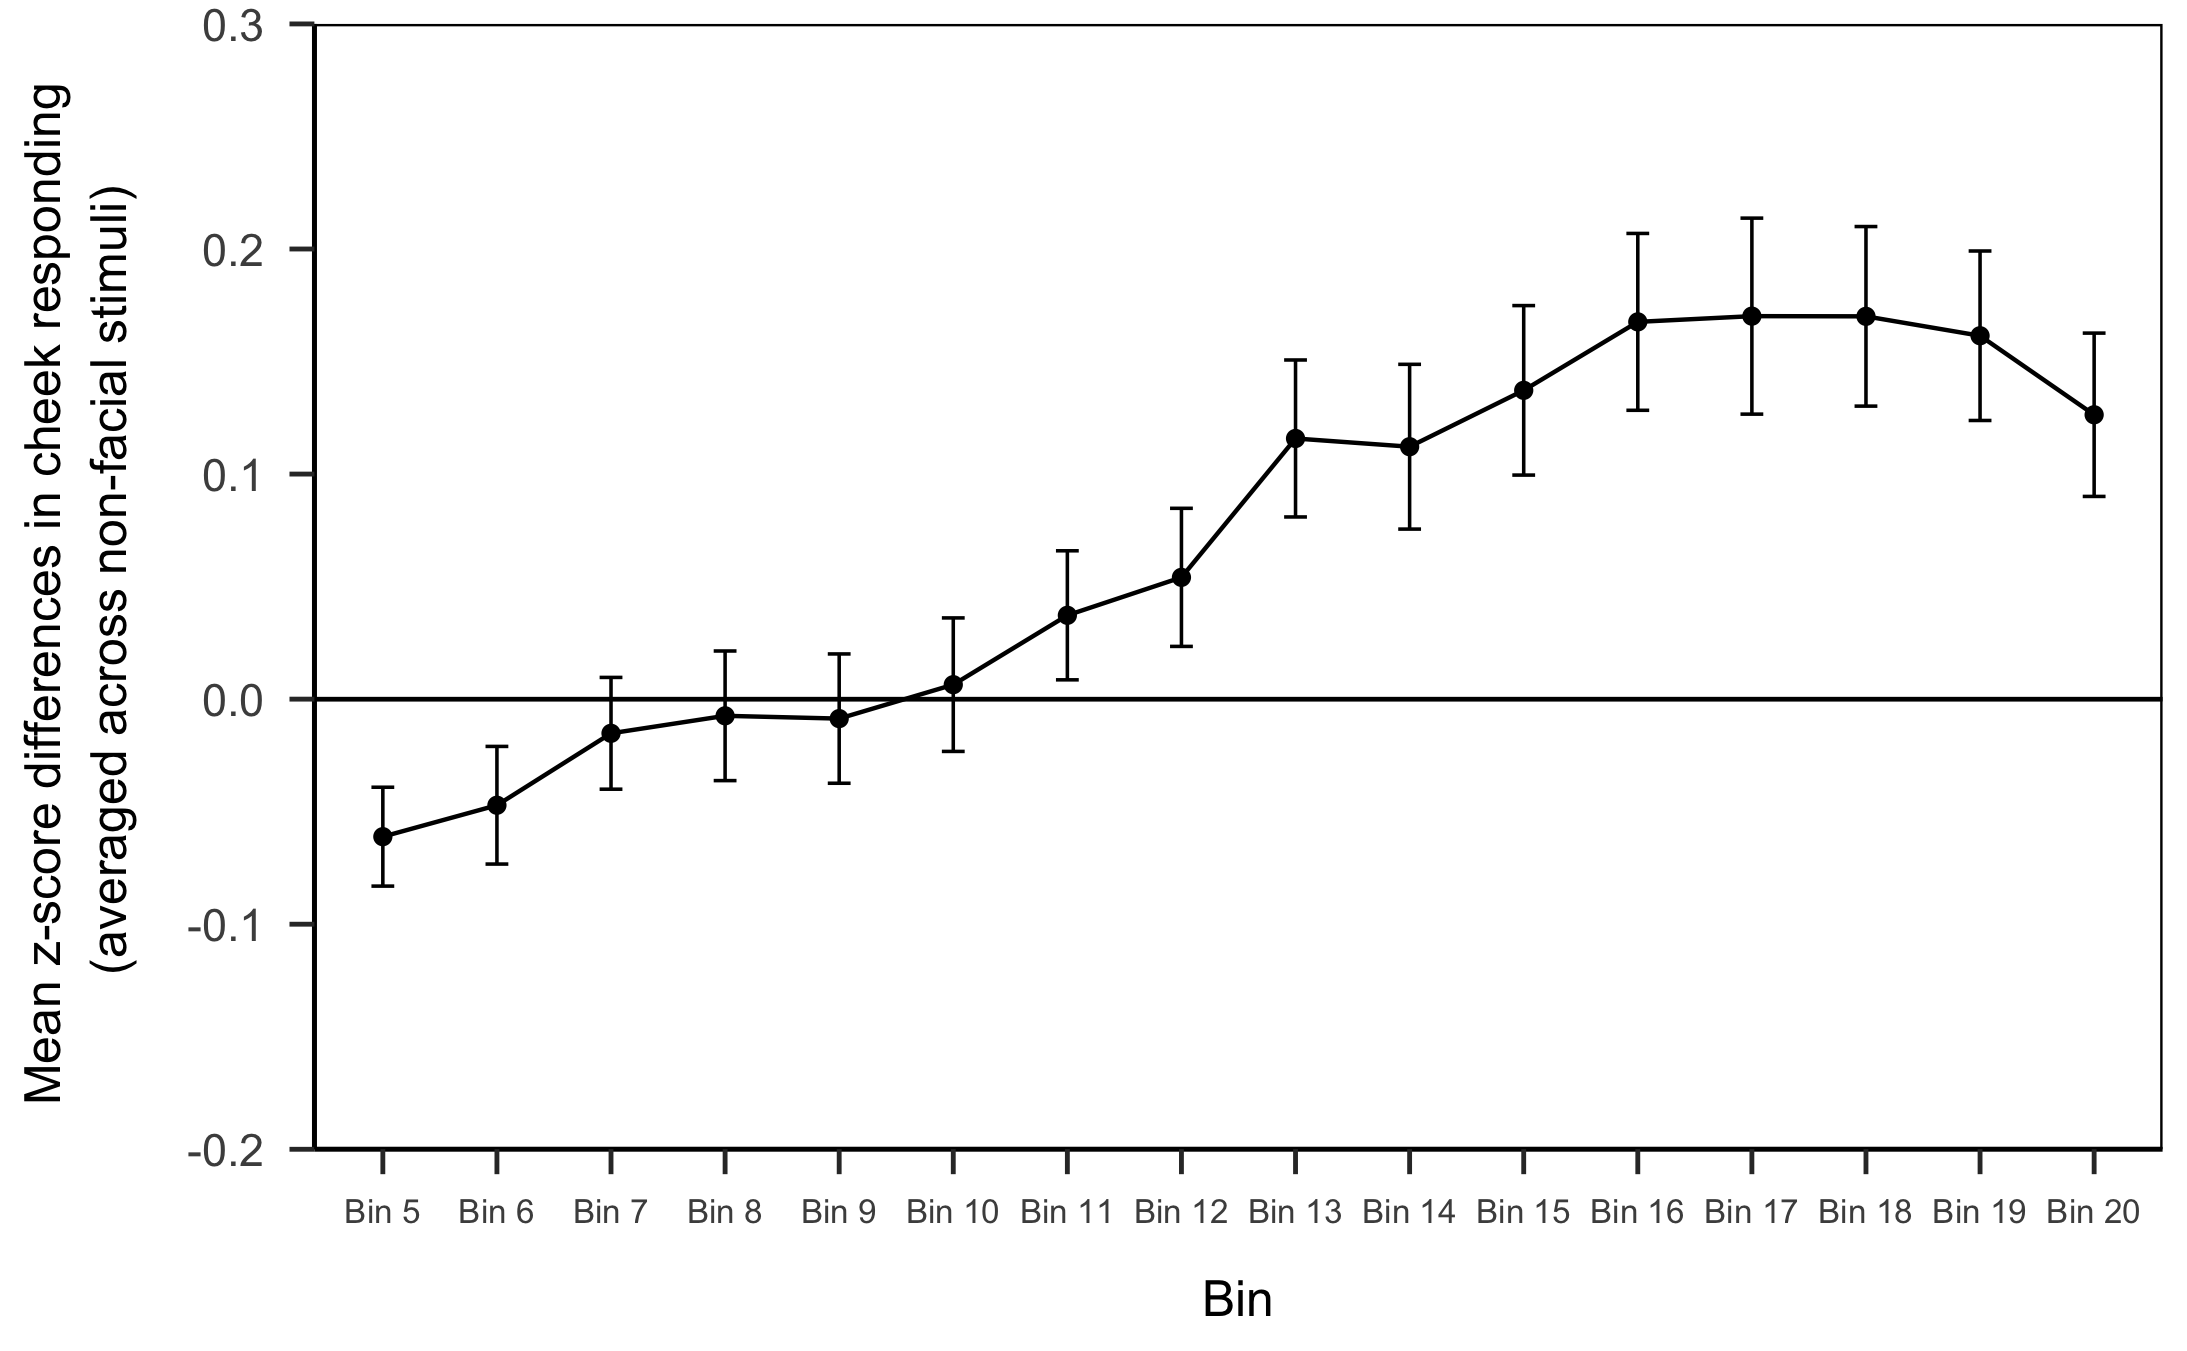 Mean z-score differences in cheek responding
(averaged across non-facial stimuli)
0.3
0.2
0.1
0.0
-0.1
-0.2
Bin 5 Bin 6 Bin 7 Bin 8 Bin 9 Bin 10 Bin 11 Bin 12 Bin 13 Bin 14 Bin 15 Bin 16 Bin 17 Bin 18 Bin 19 Bin 20
Bin